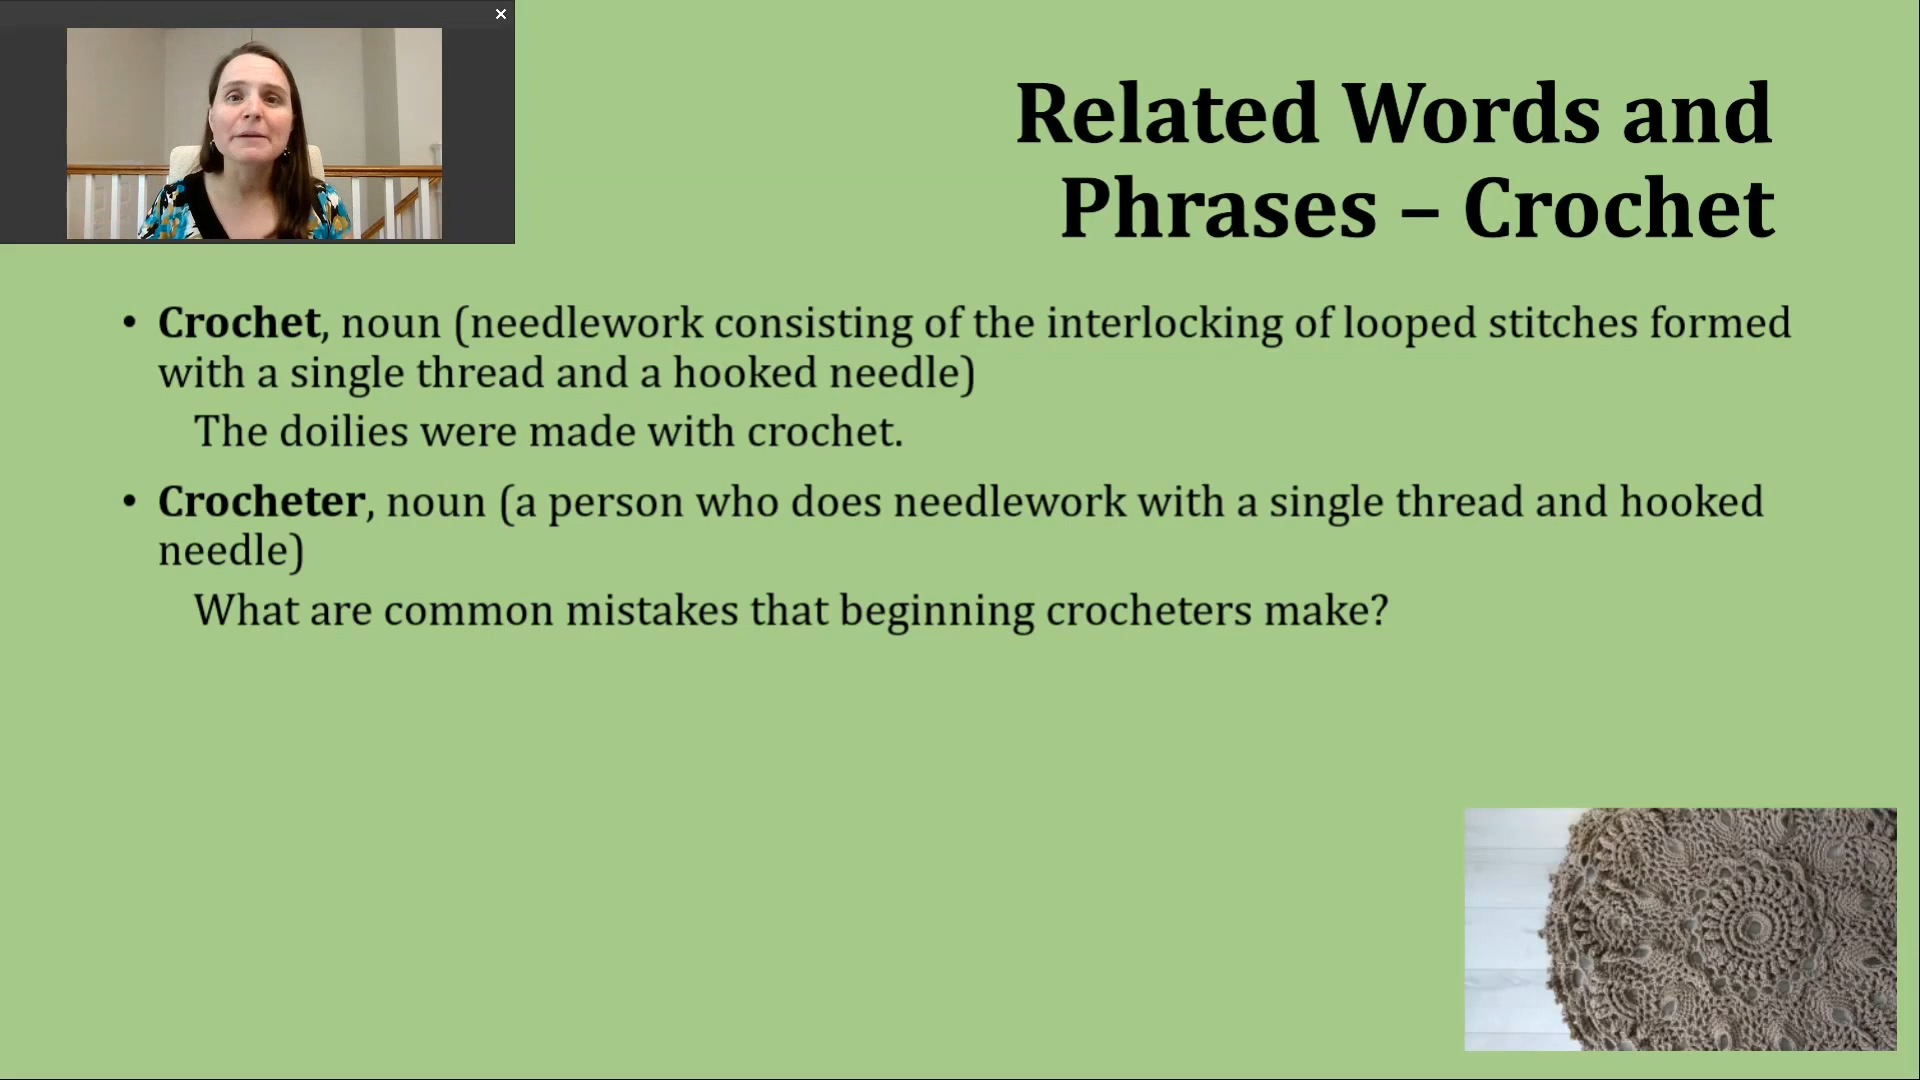 Related Words and
Phrases – Crochet
• Crochet, noun (needlework consisting of the interlocking of looped stitches formed
with a single thread and a hooked needle)
The doilies were made with crochet.
• Crocheter, noun (a person who does needlework with a single thread and hooked
needle)
What are common mistakes that beginning crocheters make?